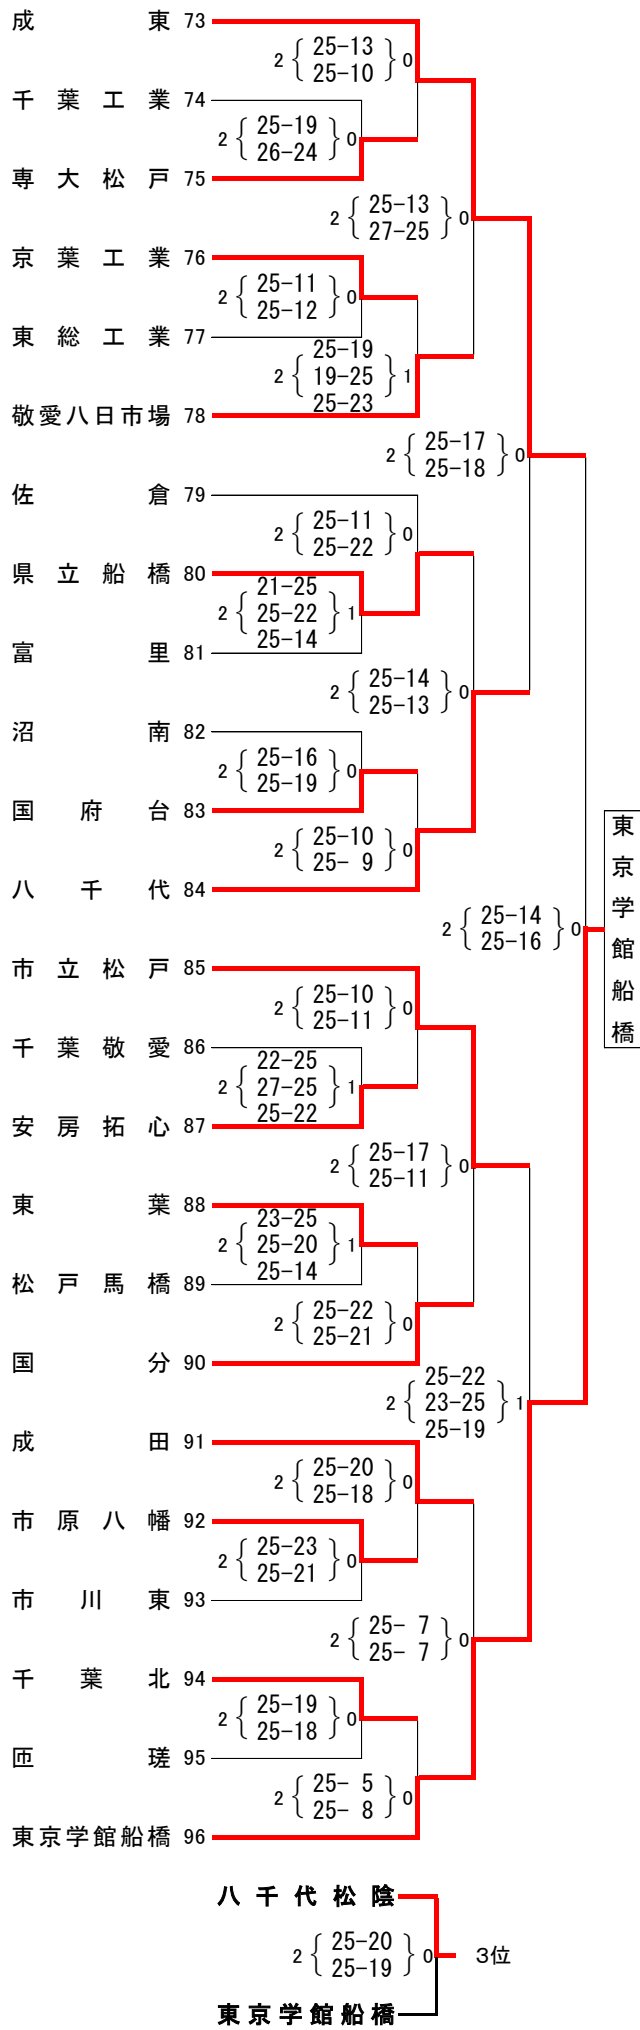 成東 73
2 { 25-13 } 0
25-10
千葉工業 74
2 { 25-19 } 0
26-24
専大松戸 75
2 { 25-13 } 0
27-25
京葉工業 76
2 { 25-11 } 0
25-12
東総工業 77
25-19
2 { 19-25 } 1
25-23
敬愛八日市場 78
2 { 25-17 } 0
25-18
佐倉 79
2 { 25-11 } 0
25-22
県立船橋 80
21-25
2 { 25-22 } 1
25-14
富里 81
2 { 25-14 } 0
25-13
沼南 82
2 { 25-16 } 0
25-19
国府台 83
2 { 25-10 } 0
25- 9
八千代 84
2 { 25-14 } 0
25-16
東京学館船橋
市立松戸 85
2 { 25-10 } 0
25-11
千葉敬愛 86
22-25
2 { 27-25 } 1
25-22
安房拓心 87
2 { 25-17 } 0
25-11
東葉 88
23-25
2 { 25-20 } 1
25-14
松戸馬橋 89
2 { 25-22 } 0
25-21
国分 90
25-22
2 { 23-25 } 1
25-19
成田 91
2 { 25-20 } 0
25-18
市原八幡 92
2 { 25-23 } 0
25-21
市川東 93
2 { 25- 7 } 0
25- 7
千葉北 94
2 { 25-19 } 0
25-18
匝瑳 95
2 { 25- 5 } 0
25- 8
東京学館船橋 96
八千代松陰
2 { 25-20 } 0 3位
25-19
東京学館船橋